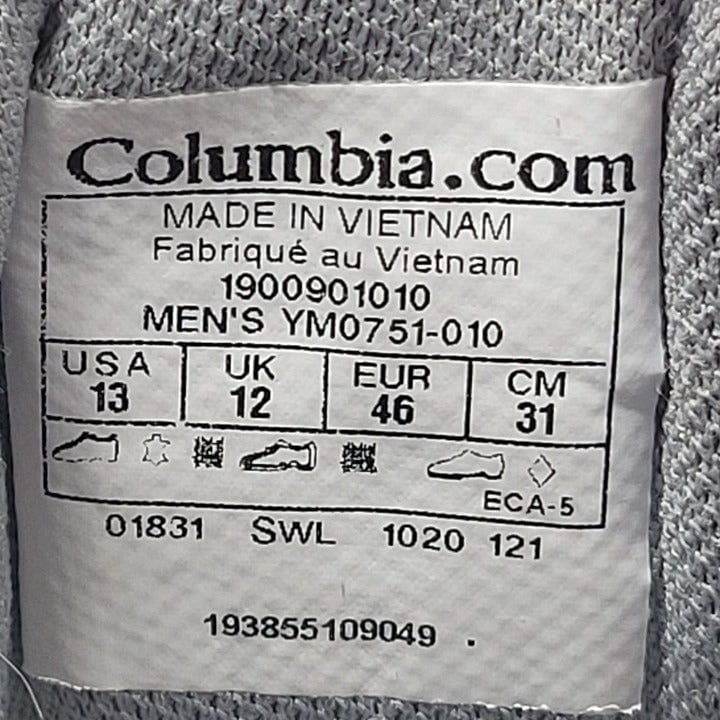 Columbia.com
MADE IN VIETNAM
Fabriqué au Vietnam
1900901010
MEN'S YM0751-010
USA UK EUR CM
13 12 46 31
ECA-5
01831 SWL 1020 121
193855109049 .